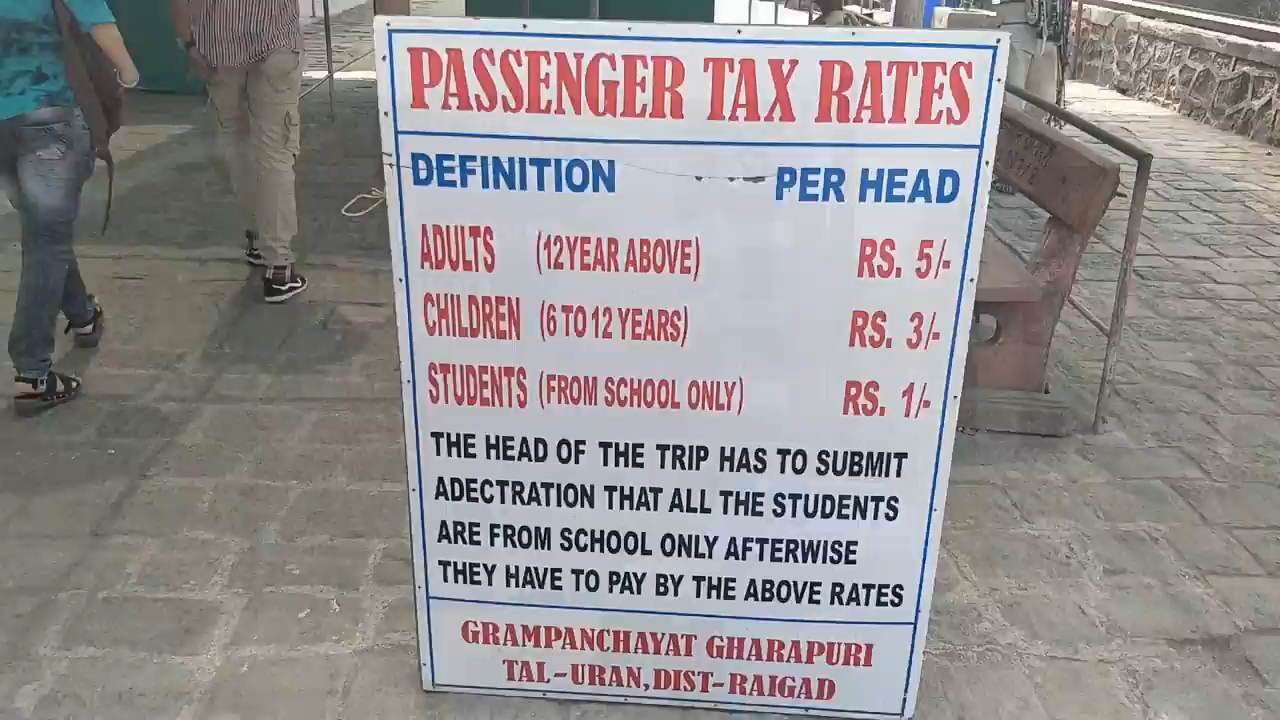 PASSENGER TAX RATES
DEFINITION PER HEAD
ADULTS (12YEAR ABOVE) RS. 5/-
CHILDREN (6 TO 12 YEARS) RS. 3/-
STUDENTS (FROM SCHOOL ONLY) RS. 1/-
THE HEAD OF THE TRIP HAS TO SUBMIT
ADECTRATION THAT ALL THE STUDENTS
ARE FROM SCHOOL ONLY AFTERWISE
THEY HAVE TO PAY BY THE ABOVE RATES
GRAMPANCHAYAT GHARAPURI
TAL-URAN,DIST-RAIGAD